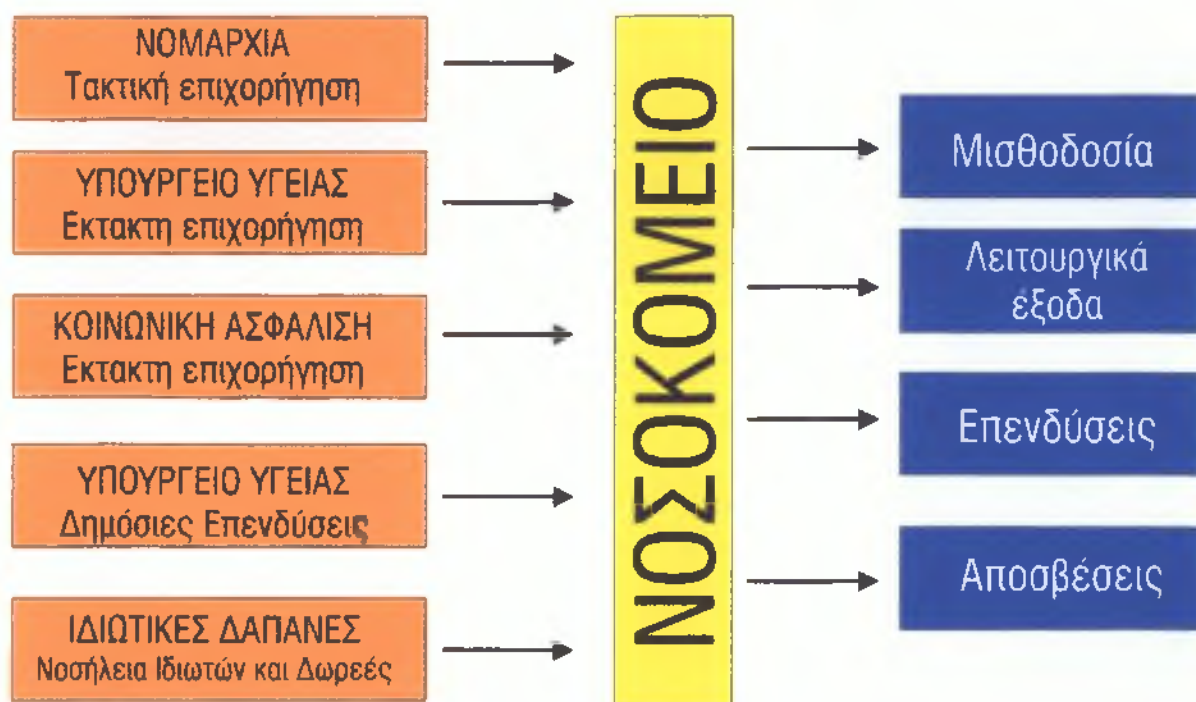 ΝΟΜΑΡΧΙΑ
Τακτική επιχορήγηση
ΥΠΟΥΡΓΕΙΟ ΥΓΕΙΑΣ
Εκτακτη επιχορήγηση
ΚΟΙΝΩΝΙΚΗ ΑΣΦΑΛΙΣΗ
Εκτακτη επιχορήγηση
ΥΠΟΥΡΓΕΙΟ ΥΓΕΙΑΣ
Δημόσιες Επενδύσεις
ΙΔΙΩΤΙΚΕΣ ΔΑΠΑΝΕΣ
Νοσήλεια Ιδιωτών και Δωρεές
ΝΟΣΟΚΟΜΕΙΟ
Μισθοδοσία
Λειτουργικά
έξοδα
Επενδύσεις
Αποσβέσεις